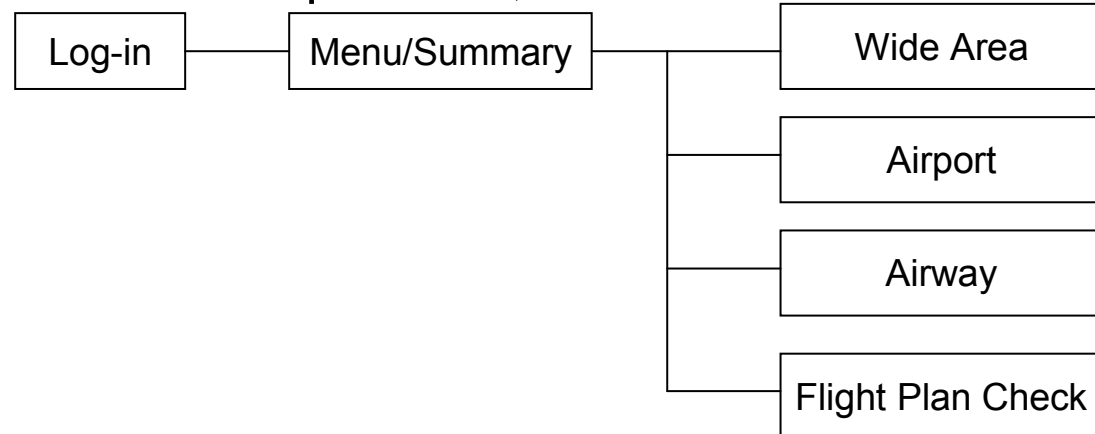 Log-in
Menu/Summary
Wide Area
Airport
Airway
Flight Plan Check